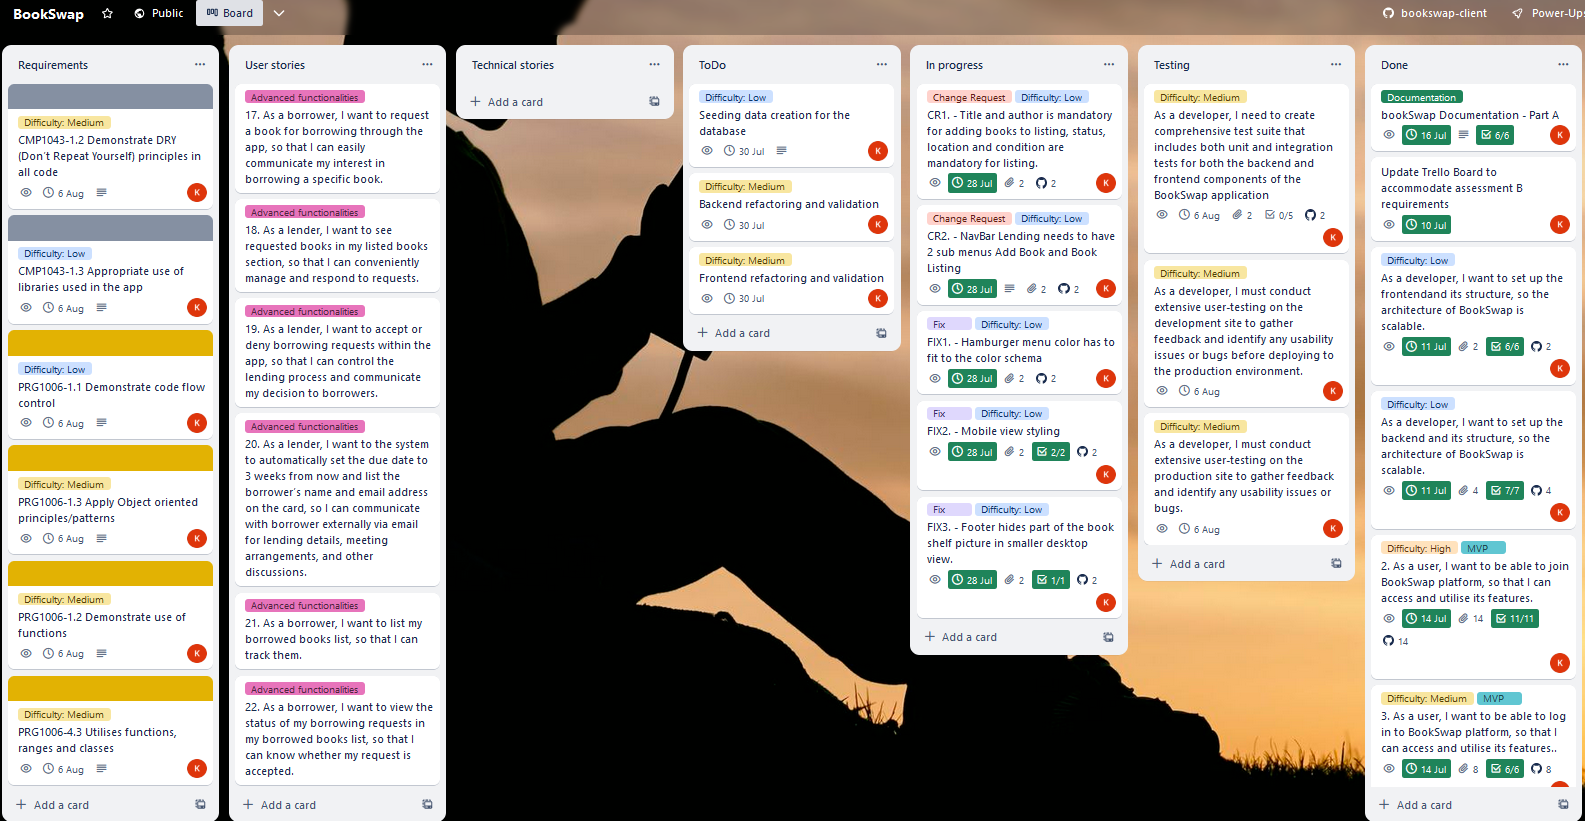 BookSwap
Public
Board
bookswap-client
Power-Ups
Requirements
Difficulty: Medium
CMP1043-1.2 Demonstrate DRY
(Don't Repeat Yourself) principles in
all code
6 Aug
K
Difficulty: Low
CMP1043-1.3 Appropriate use of
libraries used in the app
6 Aug
K
Difficulty: Low
PRG1006-1.1 Demonstrate code flow
control
6 Aug
K
Difficulty: Medium
PRG1006-1.3 Apply Object oriented
principles/patterns
6 Aug
K
Difficulty: Medium
PRG1006-1.2 Demonstrate use of
functions
6 Aug
K
Difficulty: Medium
PRG1006-4.3 Utilises functions,
ranges and classes
6 Aug
K
Add a card
User stories
Advanced functionalities
17. As a borrower, I want to request
a book for borrowing through the
app, so that I can easily
communicate my interest in
borrowing a specific book.
Advanced functionalities
18. As a lender, I want to see
requested books in my listed books
section, so that I can conveniently
manage and respond to requests.
Advanced functionalities
19. As a lender, I want to accept or
deny borrowing requests within the
app, so that I can control the
lending process and communicate
my decision to borrowers.
Advanced functionalities
20. As a lender, I want to the system
to automatically set the due date to
3 weeks from now and list the
borrower's name and email address
on the card, so I can communicate
with borrower externally via email
for lending details, meeting
arrangements, and other
discussions.
Advanced functionalities
21. As a borrower, I want to list my
borrowed books list, so that I can
track them.
Advanced functionalities
22. As a borrower, I want to view the
status of my borrowing requests in
my borrowed books list, so that I
can know whether my request is
accepted.
Add a card
Technical stories
Add a card
ToDo
Difficulty: Low
Seeding data creation for the
database
30 Jul
K
Difficulty: Medium
Backend refactoring and validation
30 Jul
K
Difficulty: Medium
Frontend refactoring and validation
30 Jul
K
Add a card
In progress
Change Request Difficulty: Low
CR1. - Title and author is mandatory
for adding books to listing, status,
location and condition are
mandatory for listing.
28 Jul 2 2
K
Change Request Difficulty: Low
CR2. - NavBar Lending needs to have
2 sub menus Add Book and Book
Listing
28 Jul 2 2
K
Fix Difficulty: Low
FIX1. - Hamburger menu color has to
fit to the color schema
28 Jul 2 2
K
Fix Difficulty: Low
FIX2. - Mobile view styling
28 Jul 2 2/2 2
K
Fix Difficulty: Low
FIX3. - Footer hides part of the book
shelf picture in smaller desktop
view.
28 Jul 2 1/1 2
K
Add a card
Testing
Difficulty: Medium
As a developer, I need to create
comprehensive test suite that
includes both unit and integration
tests for both the backend and
frontend components of the
BookSwap application
6 Aug 2 0/5 2
K
Difficulty: Medium
As a developer, I must conduct
extensive user-testing on the
development site to gather
feedback and identify any usability
issues or bugs before deploying to
the production environment.
6 Aug
K
Difficulty: Medium
As a developer, I must conduct
extensive user-testing on the
production site to gather feedback
and identify any usability issues or
bugs.
6 Aug
K
Add a card
Done
Documentation
bookSwap Documentation - Part A
16 Jul 6/6
K
Update Trello Board to
accommodate assessment B
requirements
10 Jul
K
Difficulty: Low
As a developer, I want to set up the
frontendand its structure, so the
architecture of BookSwap is
scalable.
11 Jul 2 6/6 2
K
Difficulty: Low
As a developer, I want to set up the
backend and its structure, so the
architecture of BookSwap is
scalable.
11 Jul 4 7/7 4
K
Difficulty: High MVP
2. As a user, I want to be able to join
BookSwap platform, so that I can
access and utilise its features.
14 Jul 14 11/11
14
K
Difficulty: Medium MVP
3. As a user, I want to be able to log
in to BookSwap platform, so that I
can access and utilise its features..
14 Jul 8 6/6 8
Add a card